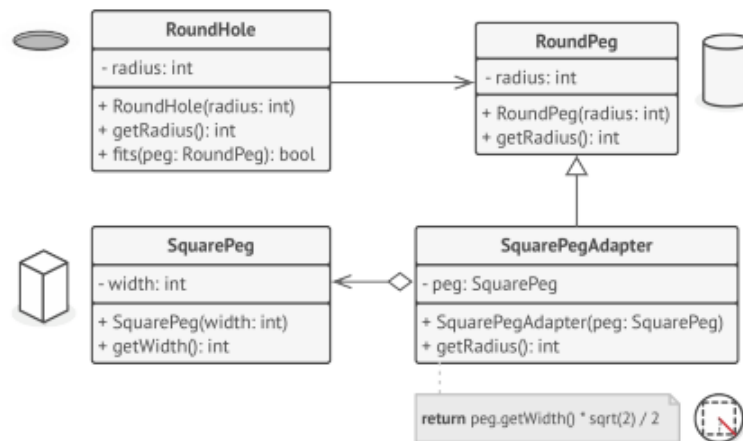 RoundHole
- radius: int
+ RoundHole(radius: int)
+ getRadius(): int
+ fits(peg: RoundPeg): bool
RoundPeg
- radius: int
+ RoundPeg(radius: int)
+ getRadius(): int
SquarePeg
- width: int
+ SquarePeg(width: int)
+ getWidth(): int
SquarePegAdapter
- peg: SquarePeg
+ SquarePegAdapter(peg: SquarePeg)
+ getRadius(): int
return peg.getWidth() * sqrt(2) / 2